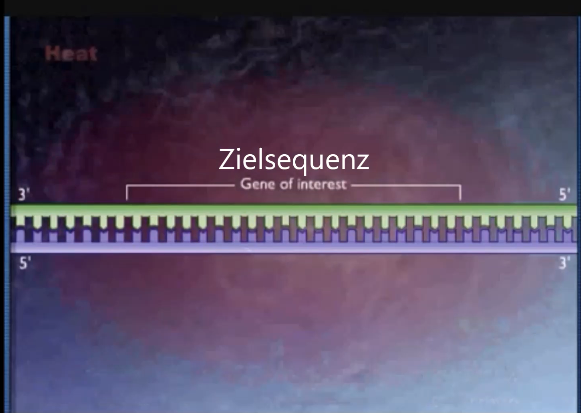 Heat
Zielsequenz
Gene of interest
3' 5'
5' 3'